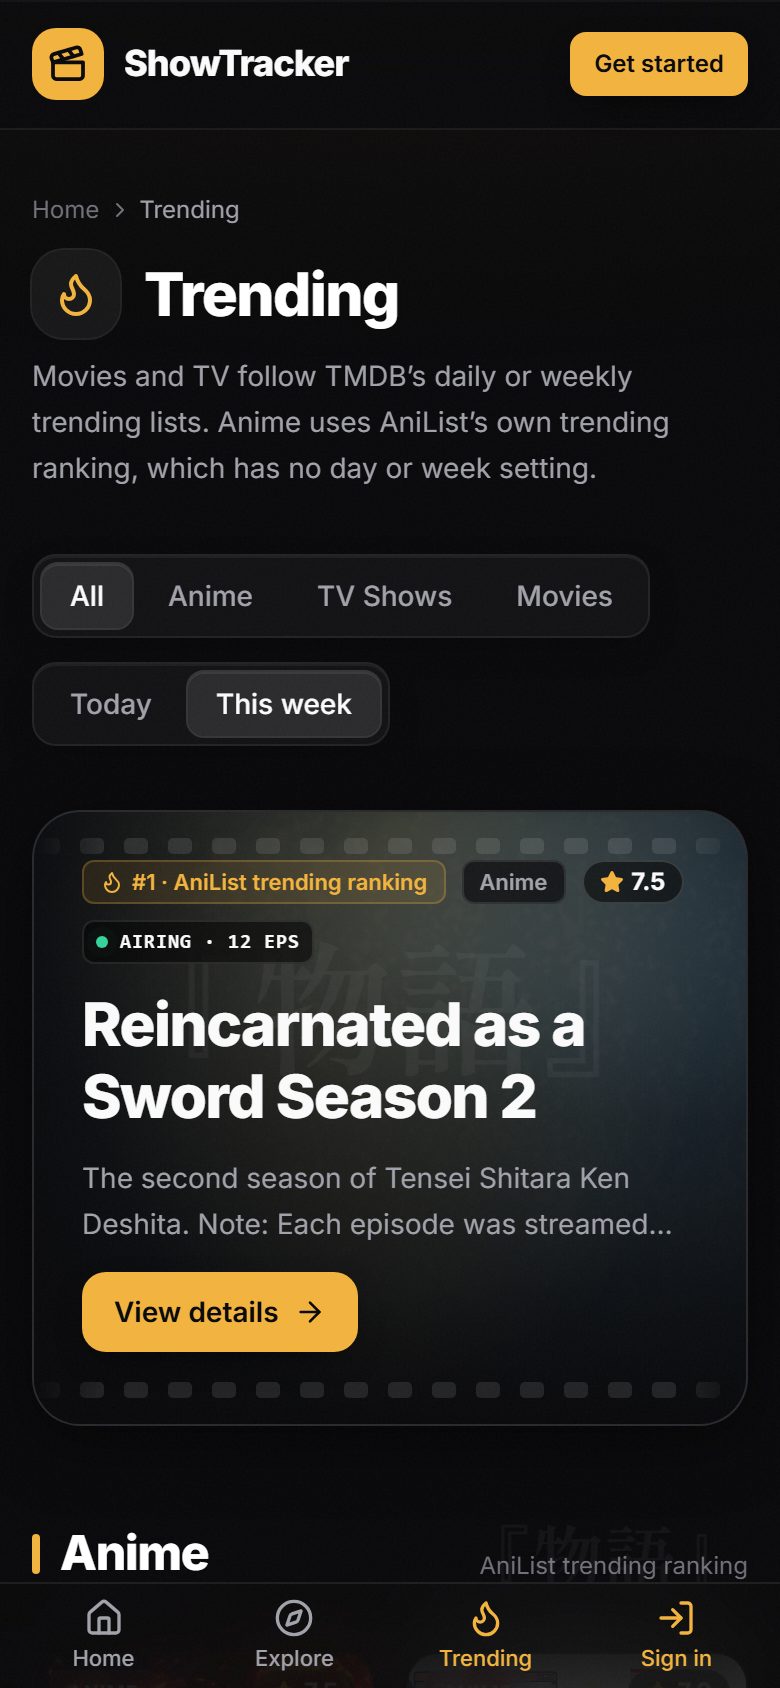 ShowTracker
Get started
Home > Trending
Trending
Movies and TV follow TMDB’s daily or weekly
trending lists. Anime uses AniList’s own trending
ranking, which has no day or week setting.
All Anime TV Shows Movies
Today This week
#1 · AniList trending ranking Anime 7.5
AIRING · 12 EPS
『物語』
Reincarnated as a
Sword Season 2
The second season of Tensei Shitara Ken
Deshita. Note: Each episode was streamed...
View details
Anime
『物語』
AniList trending ranking
Home Explore Trending Sign in